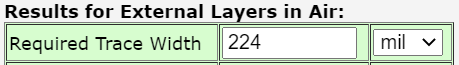 Results for External Layers in Air:
Required Trace Width 224 mil